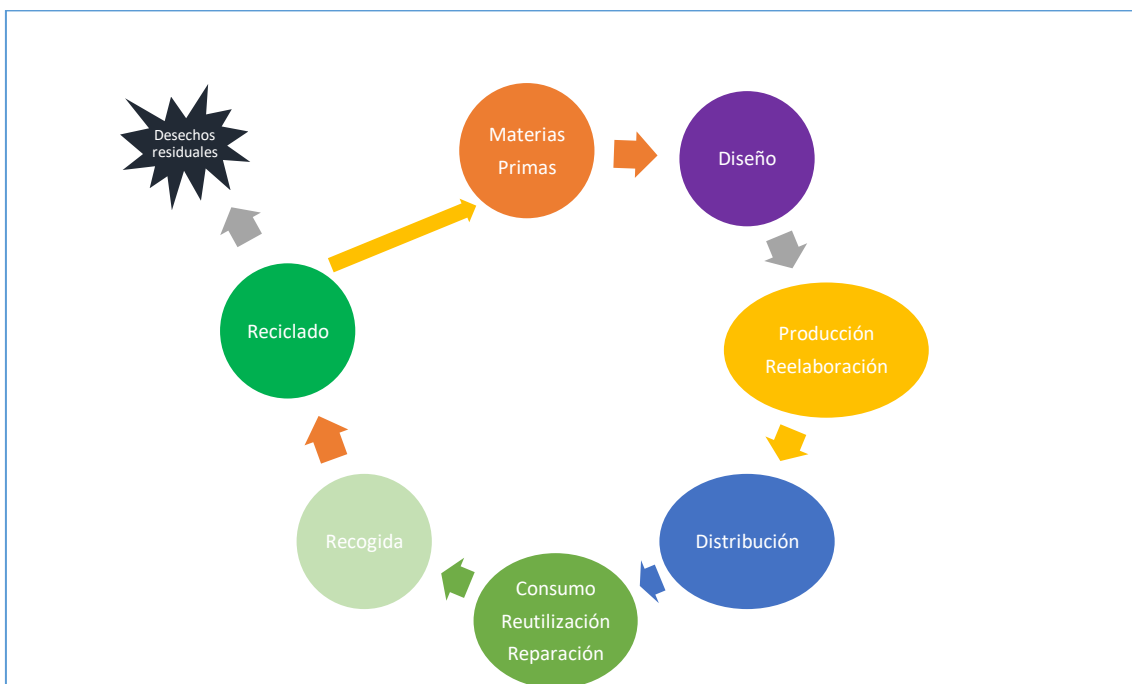 Desechos
residuales
Materias
Primas
Diseño
Producción
Reelaboración
Distribución
Consumo
Reutilización
Reparación
Recogida
Reciclado